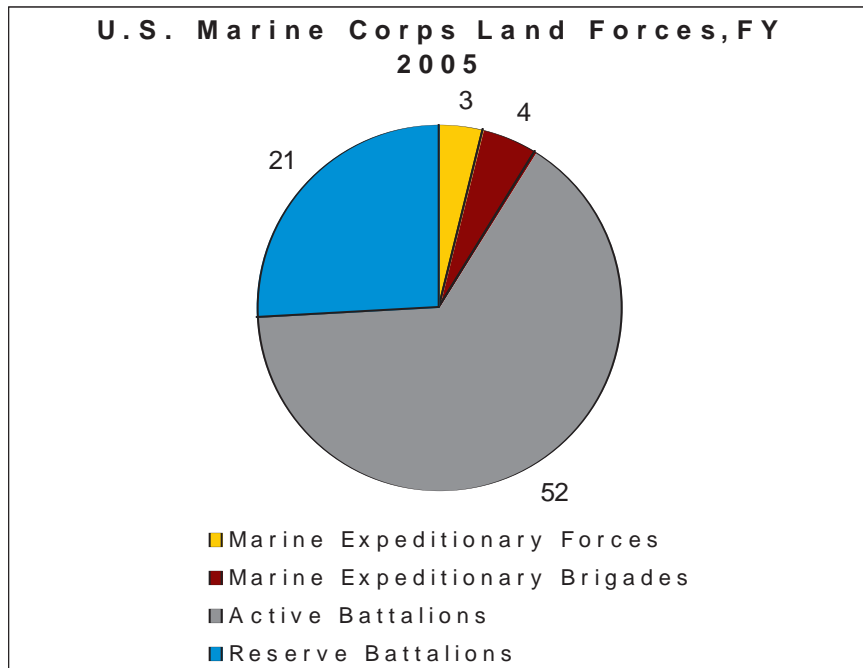 U.S. Marine Corps Land Forces,FY
2005
3
4
21
52
Marine Expeditionary Forces
Marine Expeditionary Brigades
Active Battalions
Reserve Battalions